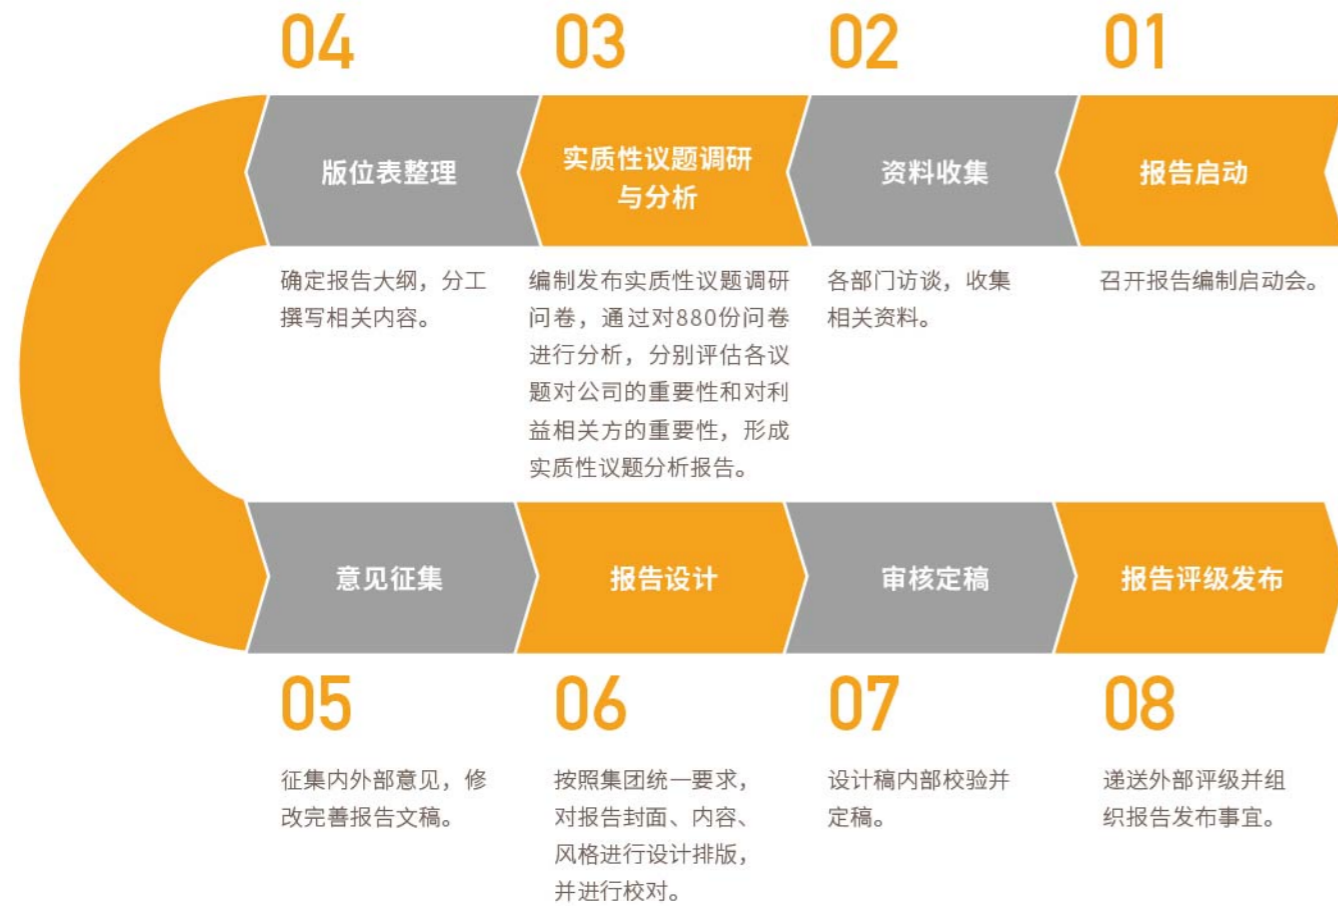 01
报告启动
召开报告编制启动会。
02
资料收集
各部门访谈，收集
相关资料。
03
实质性议题调研
与分析
编制发布实质性议题调研
问卷，通过对880份问卷
进行分析，分别评估各议
题对公司的重要性和对利
益相关方的重要性，形成
实质性议题分析报告。
04
版位表整理
确定报告大纲，分工
撰写相关内容。
意见征集
05
征集内外部意见，修
改完善报告文稿。
报告设计
06
按照集团统一要求，
对报告封面、内容、
风格进行设计排版，
并进行校对。
审核定稿
07
设计稿内部校验并
定稿。
报告评级发布
08
递送外部评级并组
织报告发布事宜。